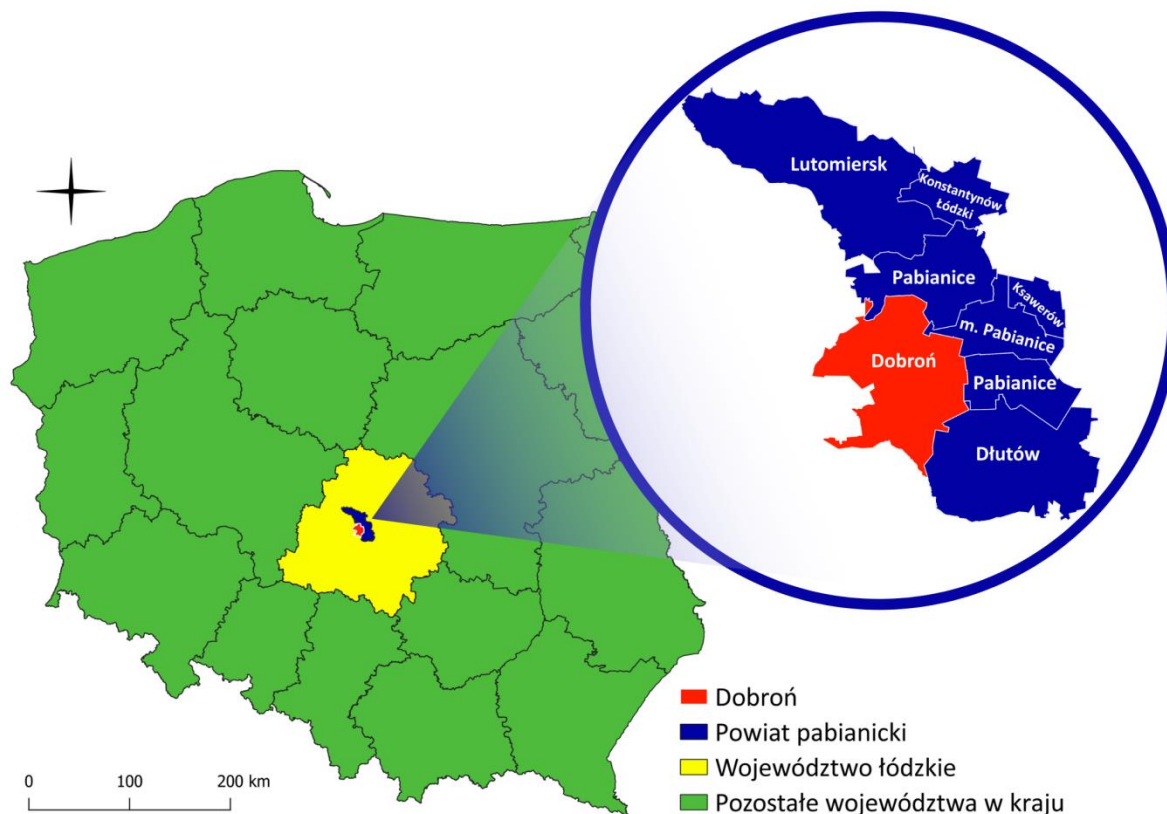 Lutomiersk
Konstantynów
Łódzki
Pabianice
Ksawerów
m. Pabianice
Dobroń
Pabianice
Dłutów
Dobroń
Powiat pabianicki
Województwo łódzkie
Pozostałe województwa w kraju
0 100 200 km